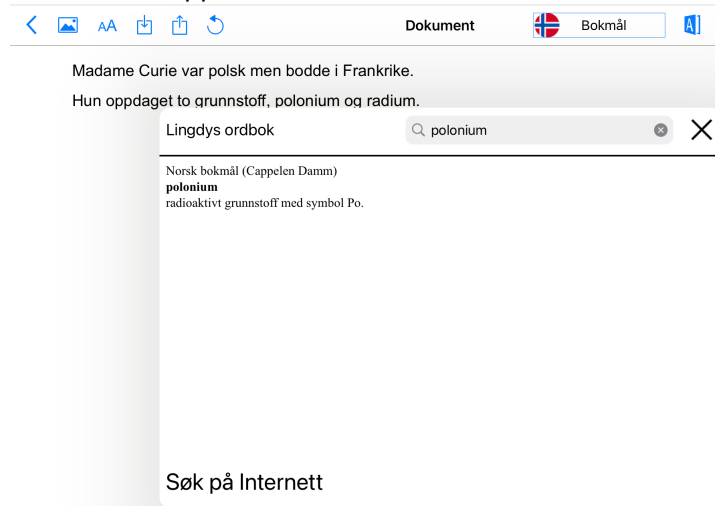 AA
Dokument
Bokmål
A
Madame Curie var polsk men bodde i Frankrike.
Hun oppdaget to grunnstoff, polonium og radium.
Lingdys ordbok
polonium
Norsk bokmål (Cappelen Damm)
polonium
radioaktivt grunnstoff med symbol Po.
Søk på Internett